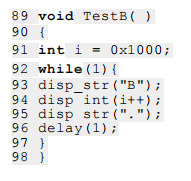 89 void TestB( )
90 {
91 int i = 0x1000;
92 while(1){
93 disp_str("B");
94 disp_int(i++);
95 disp_str(".");
96 delay(1);
97 }
98 }